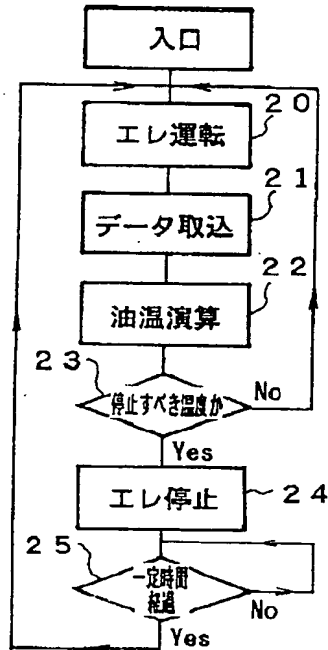 入口
20
エレ運転
21
データ取込
22
油温演算
23
停止すべき温度か
No
Yes
エレ停止
24
25
一定時間
経過
No
Yes